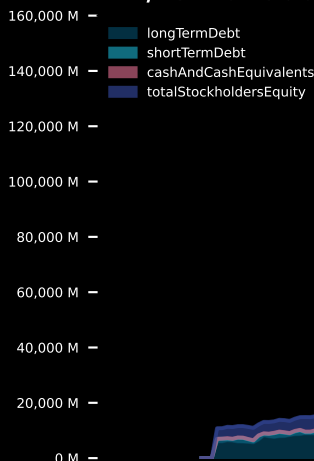 160,000 M
longTermDebt
shortTermDebt
140,000 M
cashAndCashEquivalents
totalStockholdersEquity
120,000 M
100,000 M
80,000 M
60,000 M
40,000 M
20,000 M
0 M